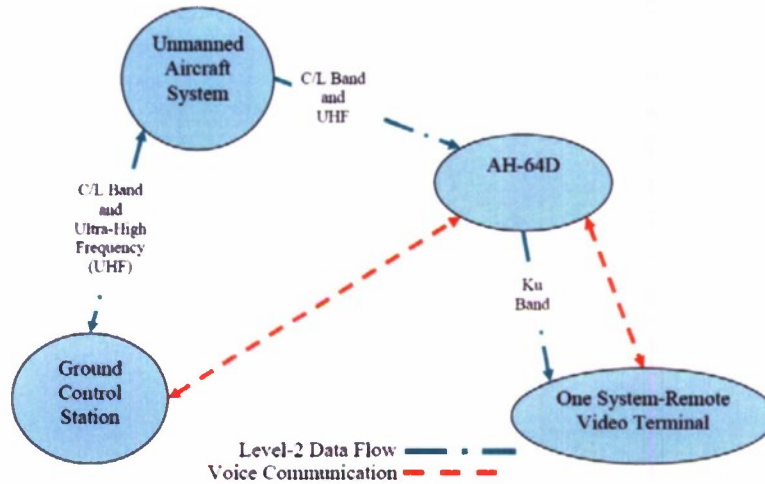 Unmanned
Aircraft
System
C/L Band
and
UHF
AH-64D
C/L Band
and
Ultra-High
Frequency
(UHF)
Ku
Band
Ground
Control
Station
One System-Remote
Video Terminal
Level-2 Data Flow
Voice Communication